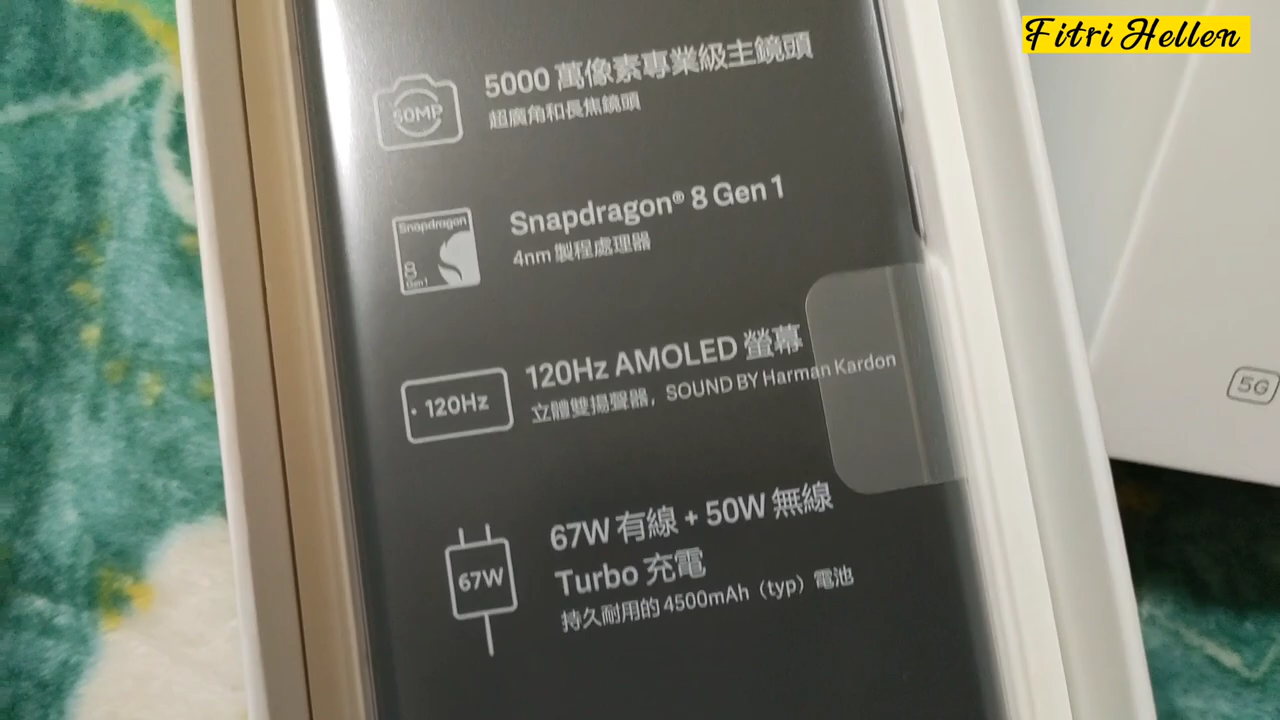 Fitri Hellen
50MP
5000 萬像素專業級主鏡頭
超廣角和長焦鏡頭
Snapdragon
8
Gen 1
Snapdragon® 8 Gen 1
4nm 製程處理器
120Hz
120Hz AMOLED 螢幕
立體雙揚聲器，SOUND BY Harman Kardon
5G
67W
67W 有線 + 50W 無線
Turbo 充電
持久耐用的 4500mAh（typ）電池